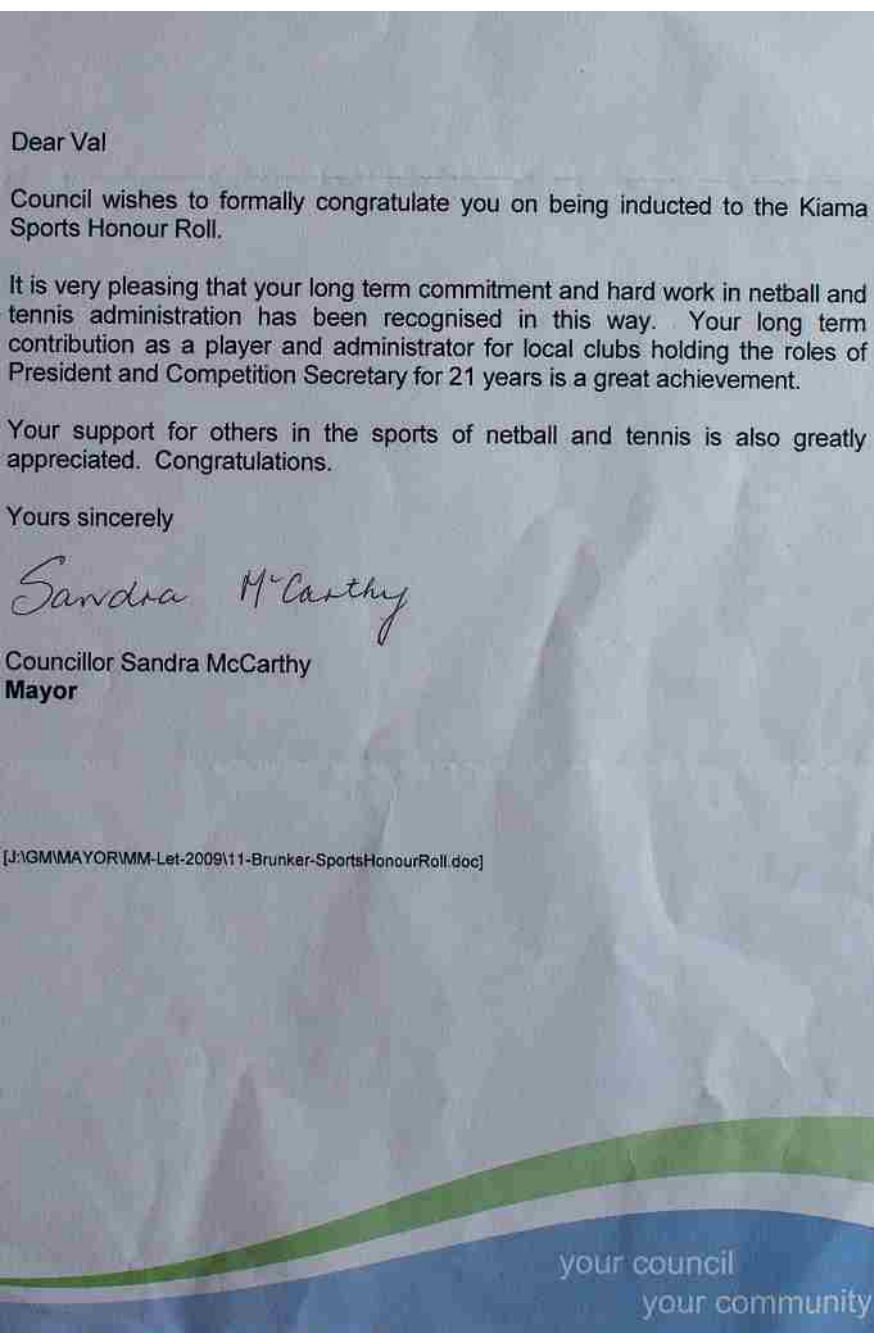 Dear Val
Council wishes to formally congratulate you on being inducted to the Kiama
Sports Honour Roll.
It is very pleasing that your long term commitment and hard work in netball and
tennis administration has been recognised in this way. Your long term
contribution as a player and administrator for local clubs holding the roles of
President and Competition Secretary for 21 years is a great achievement.
Your support for others in the sports of netball and tennis is also greatly
appreciated. Congratulations.
Yours sincerely
Sandra McCarthy
Councillor Sandra McCarthy
Mayor
[J:\GM\MAYOR\MM-Let-2009\11-Brunker-SportsHonourRoll.doc]
your council
your community